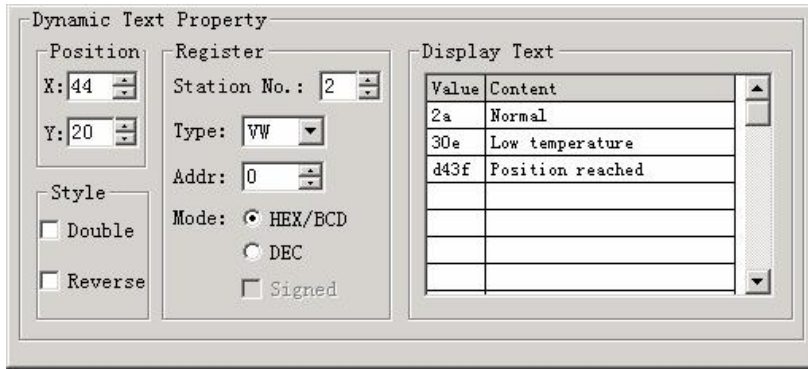 Dynamic Text Property
Position
X: 44
Y: 20
Style
Double
Reverse
Register
Station No.: 2
Type: VW
Addr: 0
Mode: HEX/BCD
DEC
Signed
Display Text
Value Content
2a Normal
30e Low temperature
d43f Position reached